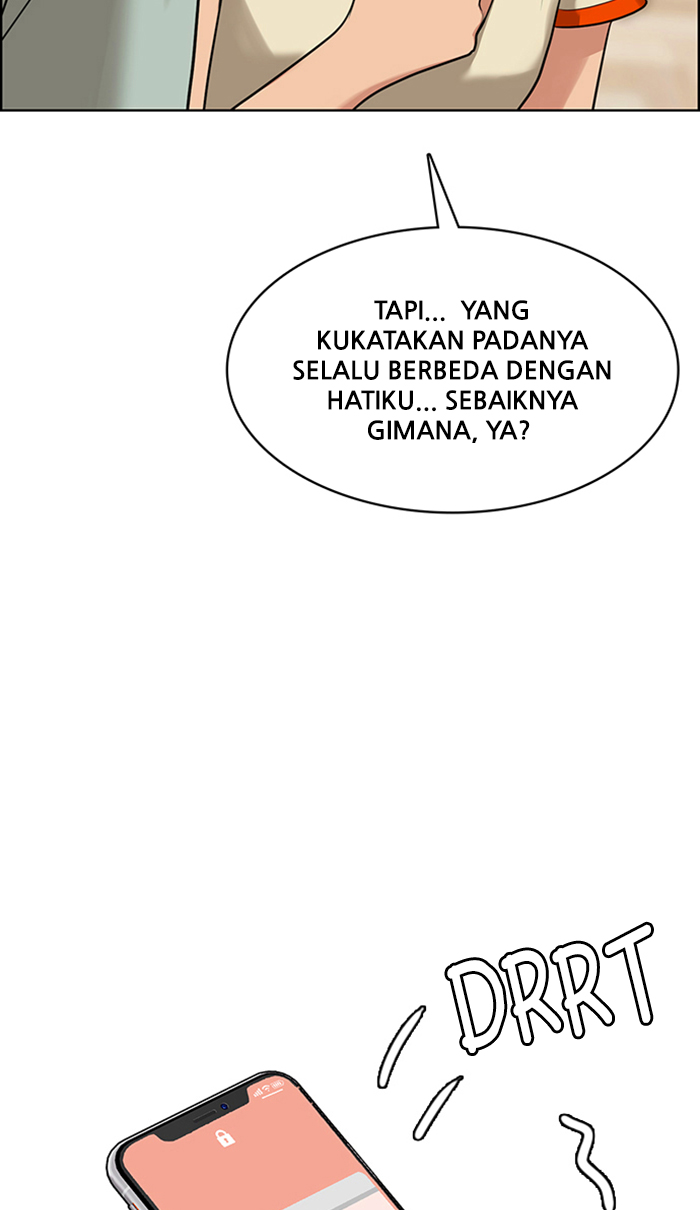 TAPI... YANG
KUKATAKAN PADANYA
SELALU BERBEDA DENGAN
HATIKU... SEBAIKNYA
GIMANA, YA?
DRRT